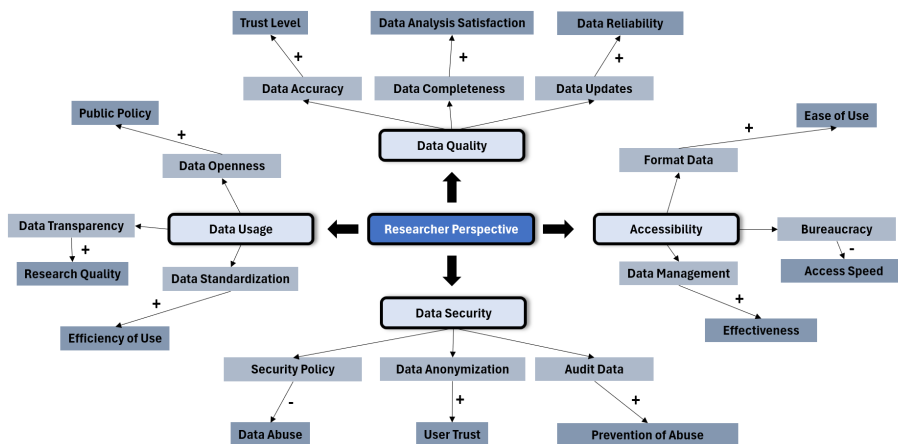 Trust Level
Data Analysis Satisfaction
Data Reliability
+
+
+
Data Accuracy
Data Completeness
Data Updates
Public Policy
+
Data Openness
Data Quality
Ease of Use
+
Format Data
Data Transparency
+
Research Quality
Data Usage
Data Standardization
+
Efficiency of Use
Researcher Perspective
Accessibility
Bureaucracy
-
Access Speed
Data Management
+
Effectiveness
Data Security
Security Policy
Data Anonymization
Audit Data
-
+
+
Data Abuse
User Trust
Prevention of Abuse